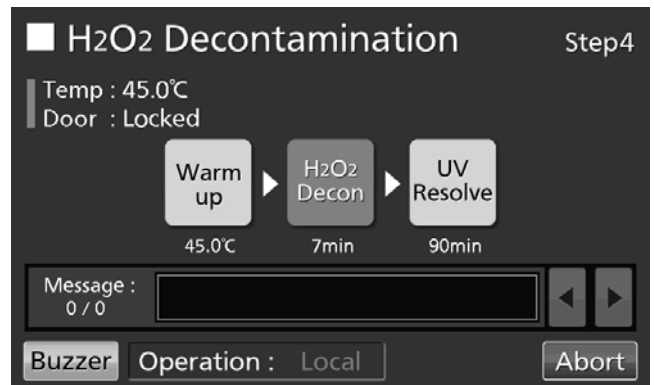 H2O2 Decontamination Step4
Temp : 45.0℃
Door : Locked
Warm up
H2O2 Decon
UV Resolve
45.0℃ 7min 90min
Message :
0 / 0
Buzzer Operation : Local Abort